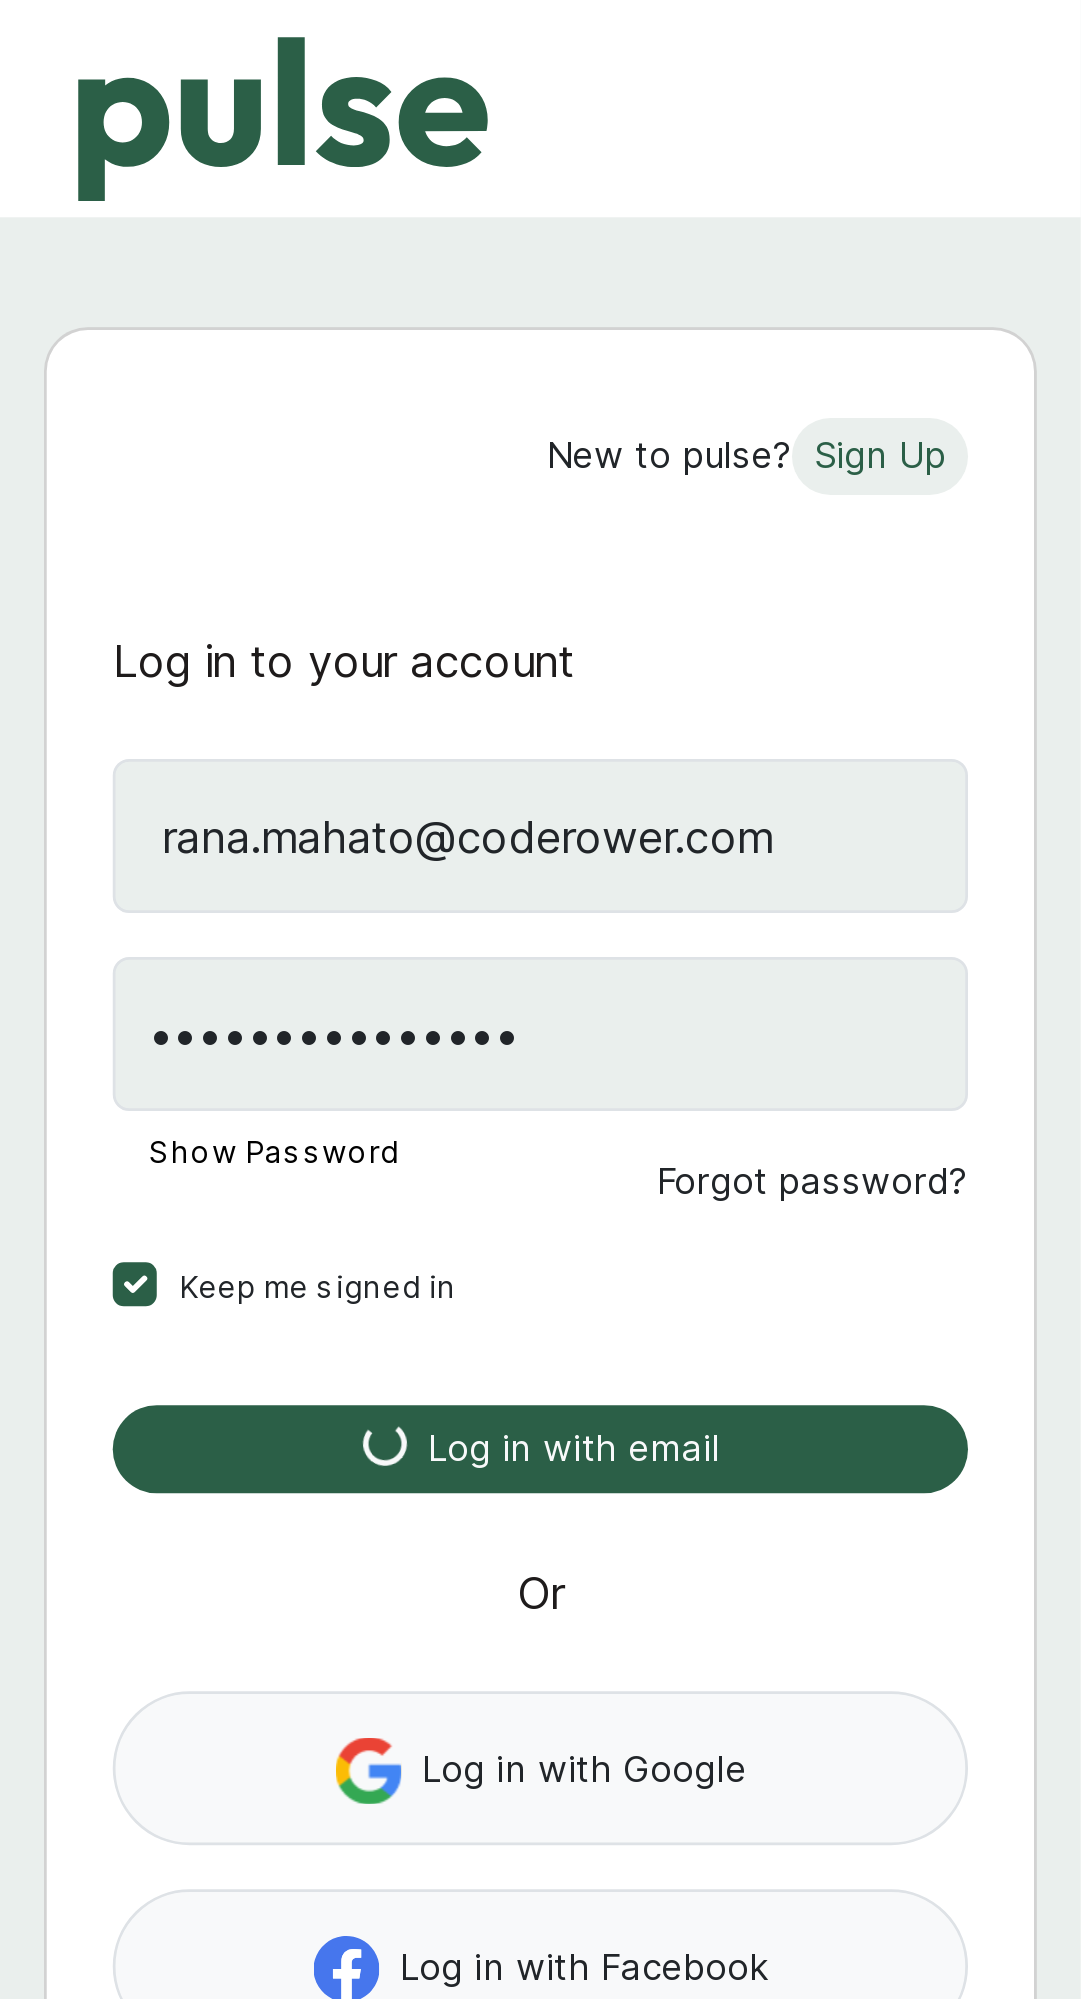 pulse
New to pulse? Sign Up
Log in to your account
rana.mahato@coderower.com
•••••••••••••••
Show Password
Forgot password?
Keep me signed in
Log in with email
Or
Log in with Google
Log in with Facebook